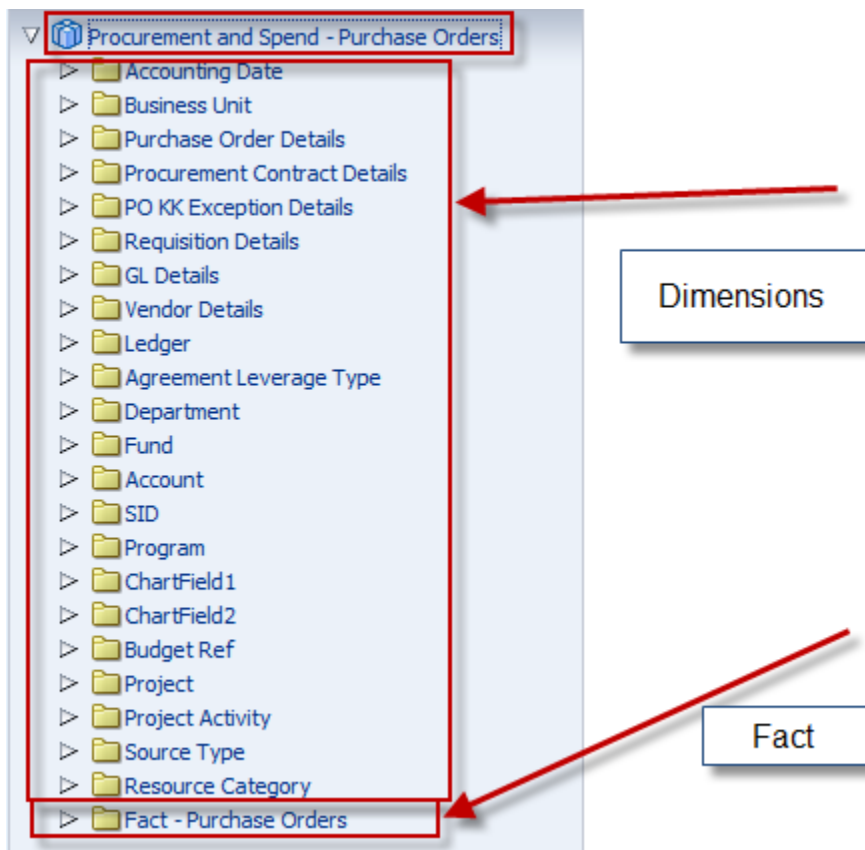 Procurement and Spend - Purchase Orders
Accounting Date
Business Unit
Purchase Order Details
Procurement Contract Details
PO KK Exception Details
Requisition Details
GL Details
Vendor Details
Ledger
Agreement Leverage Type
Department
Fund
Account
SID
Program
ChartField1
ChartField2
Budget Ref
Project
Project Activity
Source Type
Resource Category
Fact - Purchase Orders
Dimensions
Fact